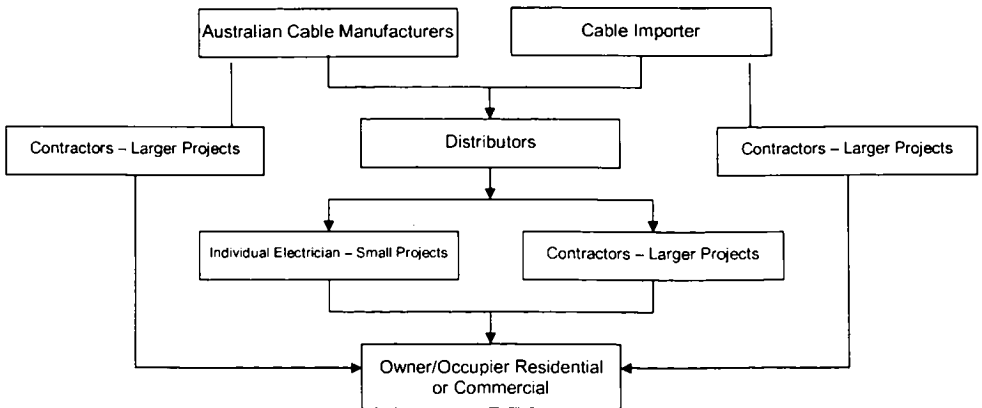 Australian Cable Manufacturers
Cable Importer
Contractors – Larger Projects
Distributors
Contractors – Larger Projects
Individual Electrician – Small Projects
Contractors – Larger Projects
Owner/Occupier Residential
or Commercial